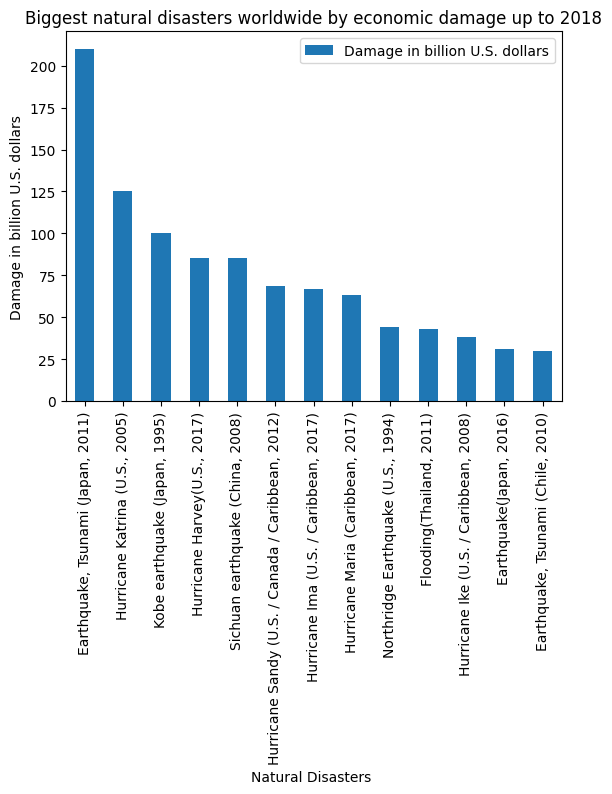 Biggest natural disasters worldwide by economic damage up to 2018
Damage in billion U.S. dollars
Damage in billion U.S. dollars
200
175
150
125
100
75
50
25
0
Earthquake, Tsunami (Japan, 2011)
Hurricane Katrina (U.S., 2005)
Kobe earthquake (Japan, 1995)
Hurricane Harvey(U.S., 2017)
Sichuan earthquake (China, 2008)
Hurricane Sandy (U.S. / Canada / Caribbean, 2012)
Hurricane Ima (U.S. / Caribbean, 2017)
Hurricane Maria (Caribbean, 2017)
Northridge Earthquake (U.S., 1994)
Flooding(Thailand, 2011)
Hurricane Ike (U.S. / Caribbean, 2008)
Earthquake(Japan, 2016)
Earthquake, Tsunami (Chile, 2010)
Natural Disasters